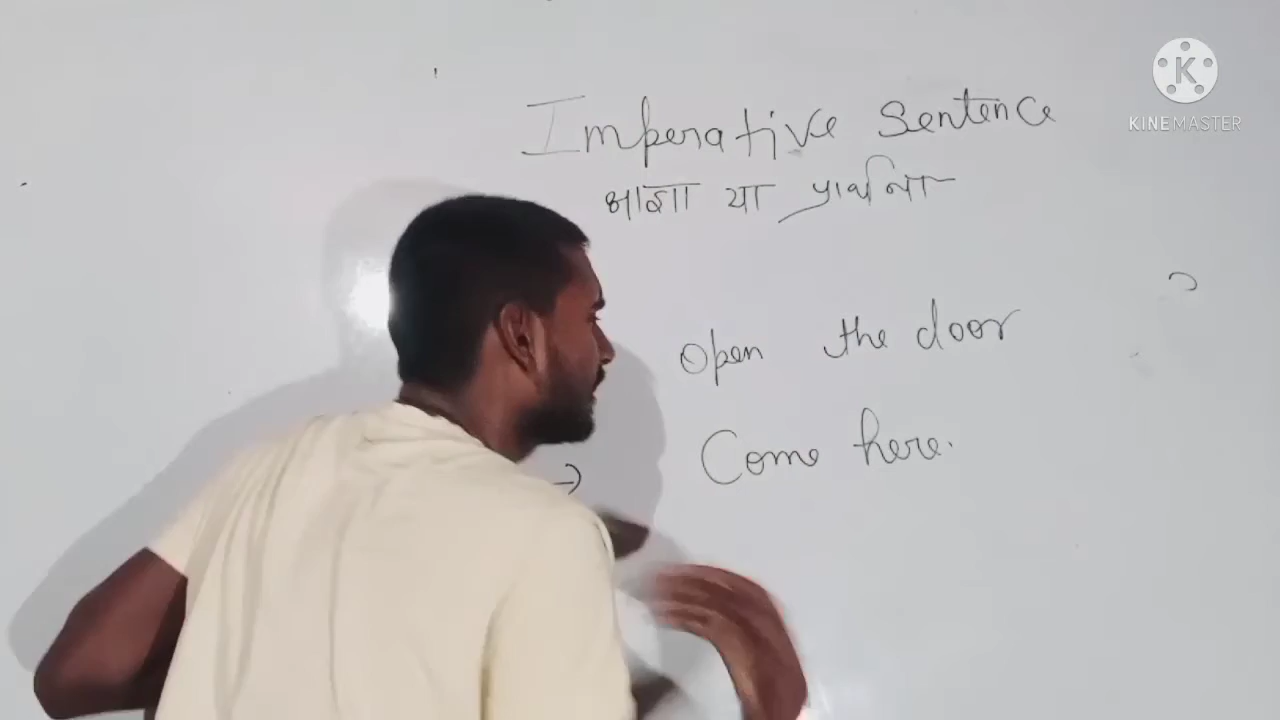 Imperative Sentence
आज्ञा या प्रार्थना
Open the door
Come here.
KINEMASTER